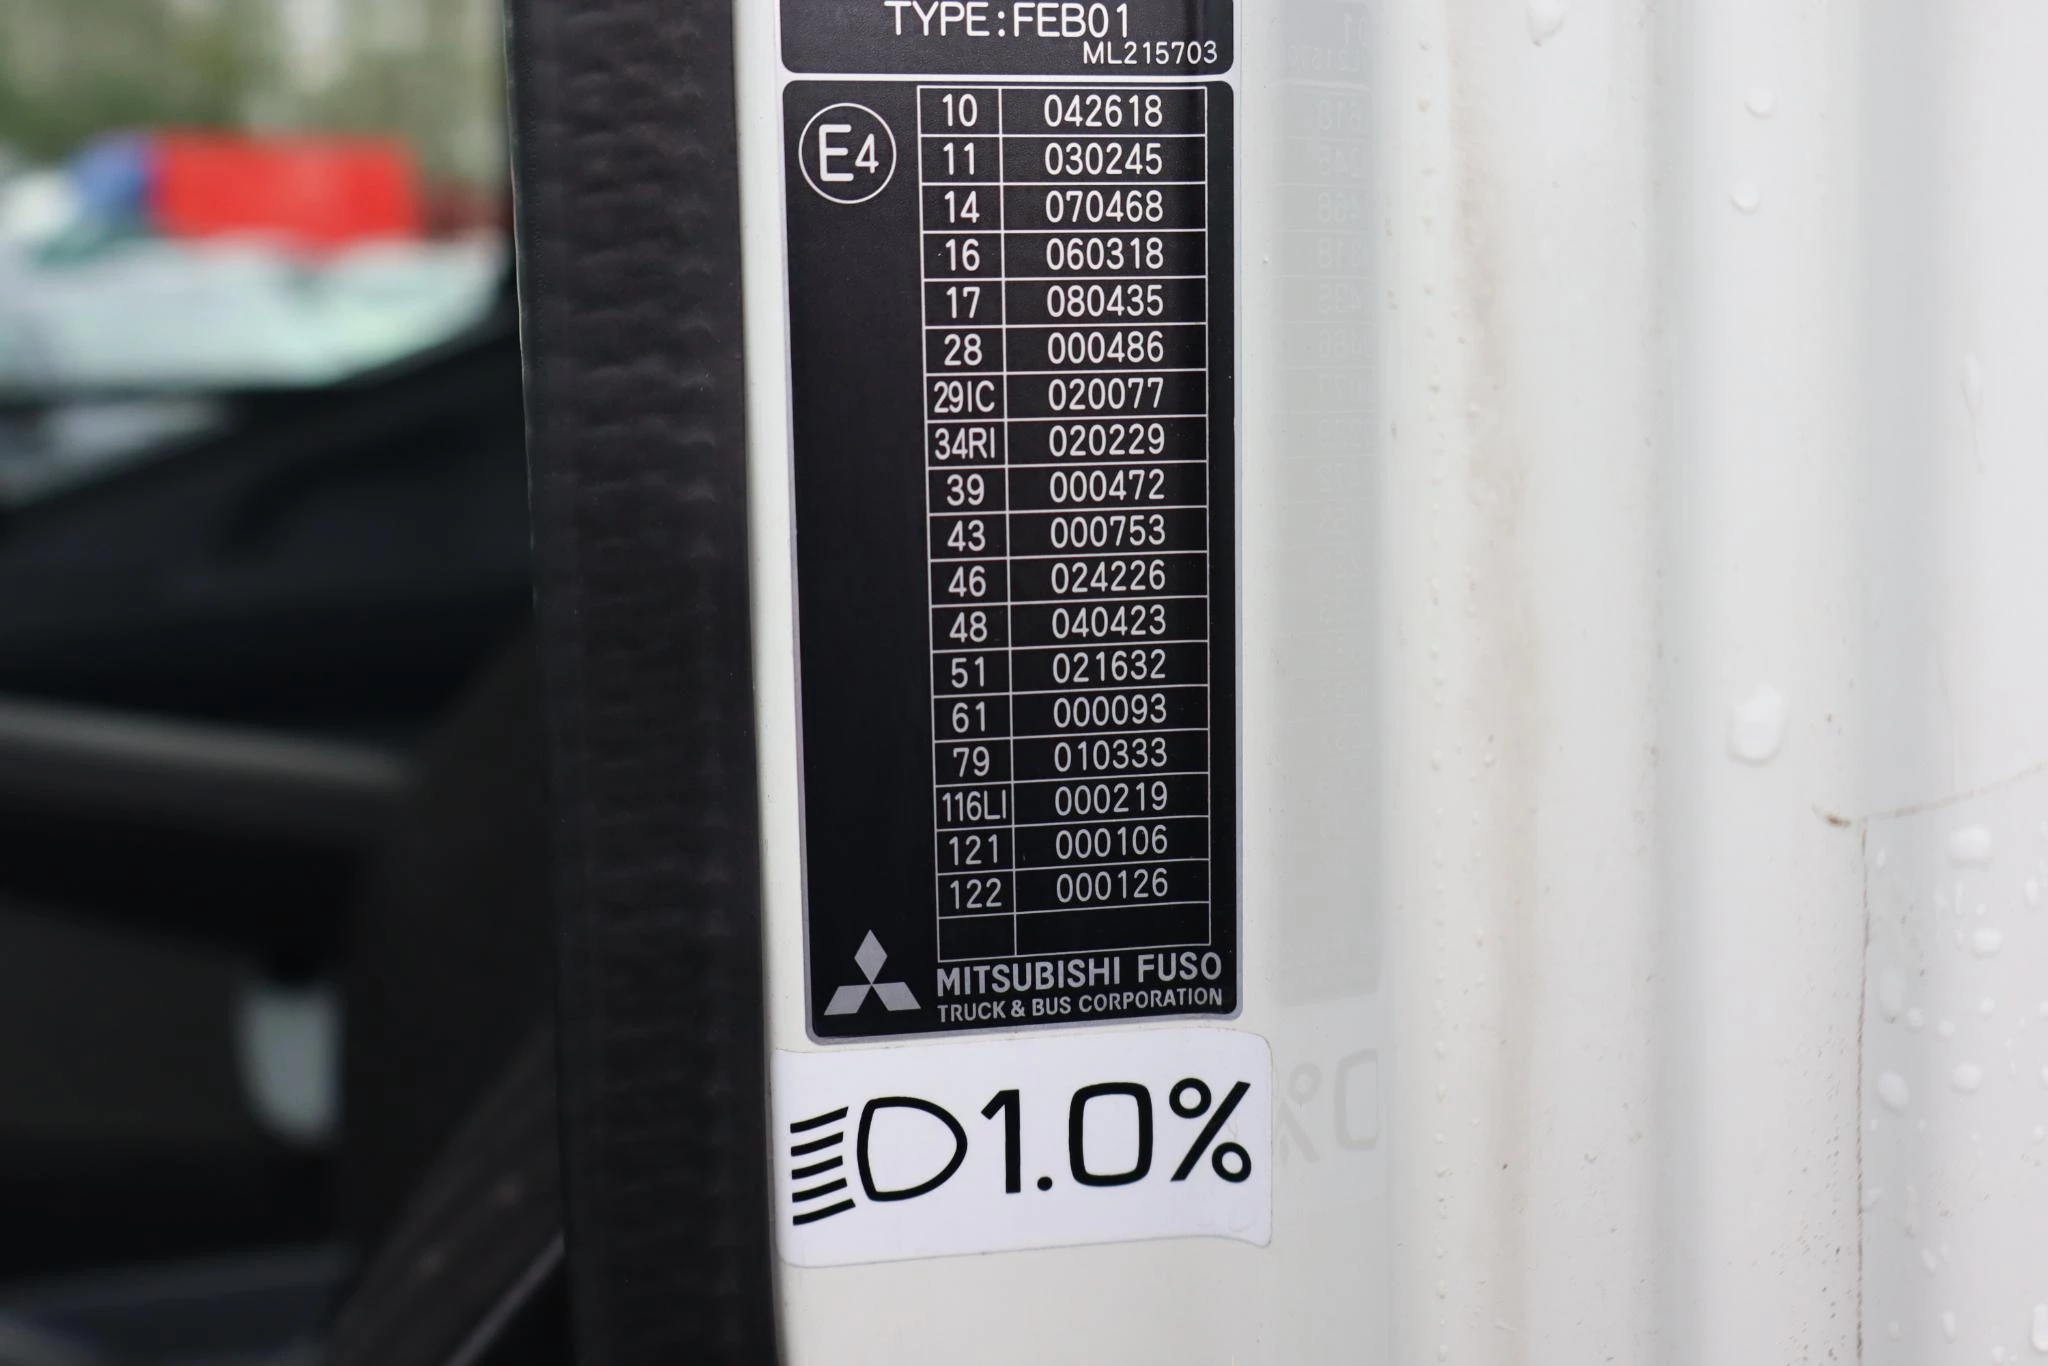 TYPE:FEB01
ML215703
E4
10 042618
11 030245
14 070468
16 060318
17 080435
28 000486
29IC 020077
34RI 020229
39 000472
43 000753
46 024226
48 040423
51 021632
61 000093
79 010333
116LI 000219
121 000106
122 000126
MITSUBISHI FUSO
TRUCK & BUS CORPORATION
1.0%